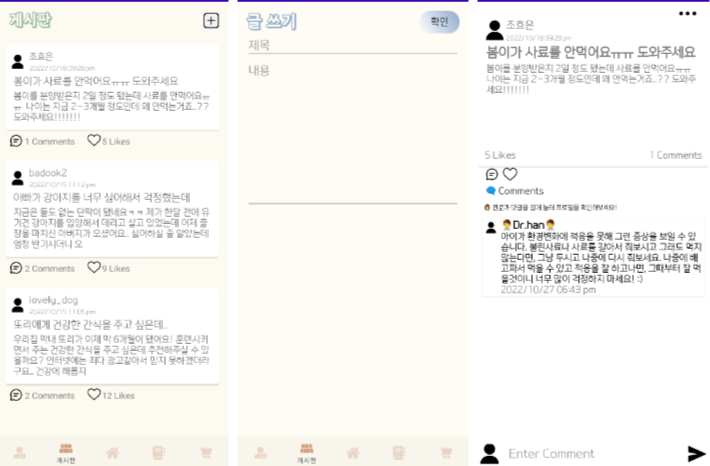 게시판
조효은
2022/10/18 09:28 pm
봄이가 사료를 안먹어요ㅠㅠ 도와주세요
봄이를 분양받은지 2일 정도 됐는데 사료를 안먹어요ㅠ
ㅠ 나이는 지금 2-3개월 정도인데 왜 안먹는거죠..??
도와주세요!!!!!!!
1 Comments
5 Likes
badook2
2022/10/15 11:12 pm
아빠가 강아지를 너무 싫어해서 걱정했는데
지금은 둘도 없는 단짝이 됐네요ㅋㅋ 제가 한달 전에 유
기견 강아지를 입양해서 데리고 살고 있었는데 어제 출
장을 마치신 아버지가 오셨어요.. 싫어하실 줄 알았는데
엄청 반기시더니 오
2 Comments
9 Likes
lovely_dog
2022/10/15 11:05 pm
또리에게 건강한 간식을 주고 싶은데..
우리집 막내 또리가 이제 막 6개월이 됐어요! 훈련시키
면서 주는 건강한 간식을 주고 싶은데 추천해주실 수 있
을까요? 인터넷에는 죄다 광고같아서 믿지 못하겠더라
구요.. 건강에 해롭지
2 Comments
12 Likes
게시판
글 쓰기
확인
제목
내용
게시판
조효은
2022/10/18 09:28 pm
봄이가 사료를 안먹어요ㅠㅠ 도와주세요
봄이를 분양받은지 2일 정도 됐는데 사료를 안먹어요ㅠㅠ
나이는 지금 2-3개월 정도인데 왜 안먹는거죠..?? 도와주
세요!!!!!!!
5 Likes
1 Comments
Comments
전문가 댓글을 길게 눌러 프로필을 확인해보세요!
Dr.han
아이가 환경변화에 적응을 못해 그런 증상을 보일 수 있
습니다. 불린사료나 사료를 갈아서 줘보시고 그래도 먹지
않는다면, 그냥 두시고 나중에 다시 줘보세요. 나중에 배
고파서 먹을 수 있고 적응을 잘 하고나면, 그때부터 잘 먹
을것이니 너무 많이 걱정하지 마세요! :)
2022/10/27 06:43 pm
Enter Comment